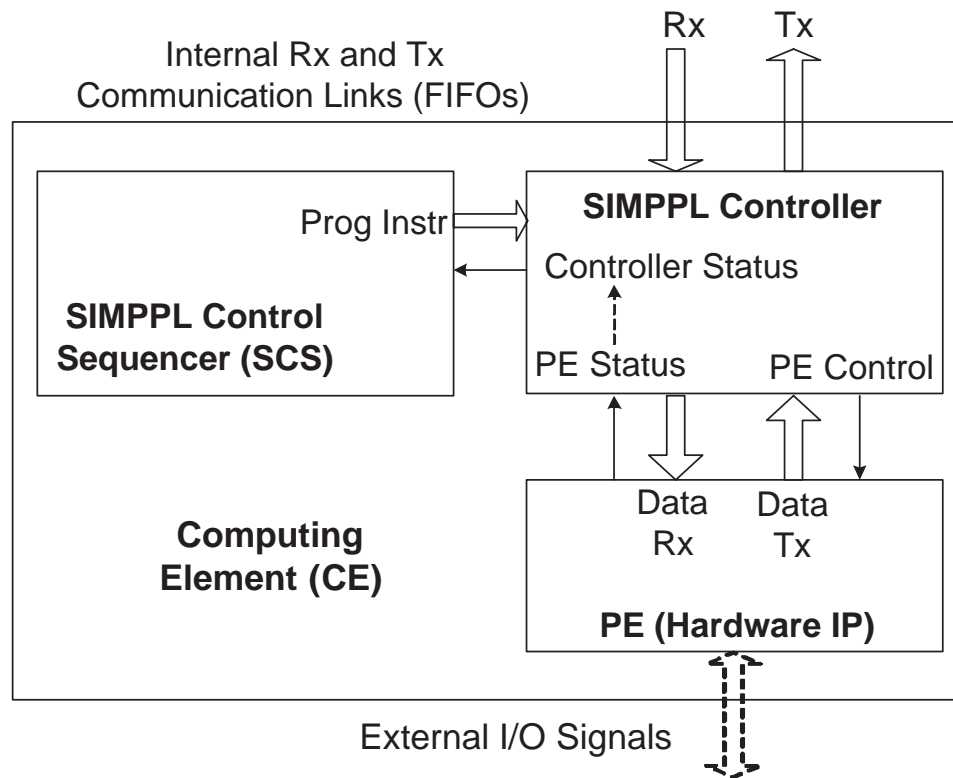 Rx
Tx
Internal Rx and Tx
Communication Links (FIFOs)
SIMPPL Controller
Prog Instr
Controller Status
SIMPPL Control
Sequencer (SCS)
PE Status
PE Control
Data
Rx
Data
Tx
Computing
Element (CE)
PE (Hardware IP)
External I/O Signals